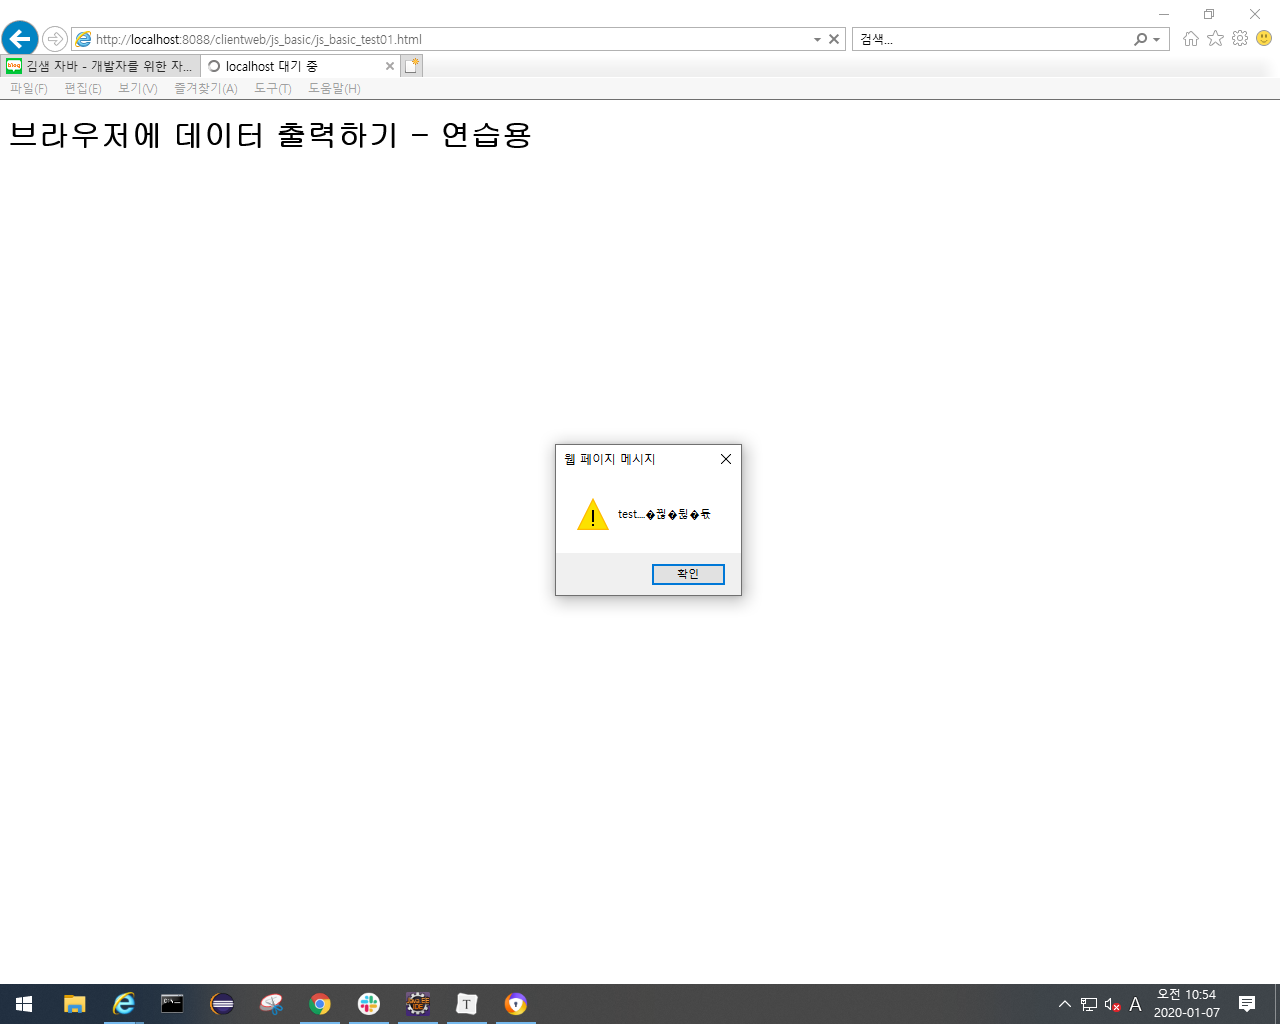 http://localhost:8088/clientweb/js_basic/js_basic_test01.html
검색...
김샘 자바 - 개발자를 위한 자...
localhost 대기 중
파일(F) 편집(E) 보기(V) 즐겨찾기(A) 도구(T) 도움말(H)
브라우저에 데이터 출력하기 - 연습용
웹 페이지 메시지
test....
확인
A
오전 10:54
2020-01-07